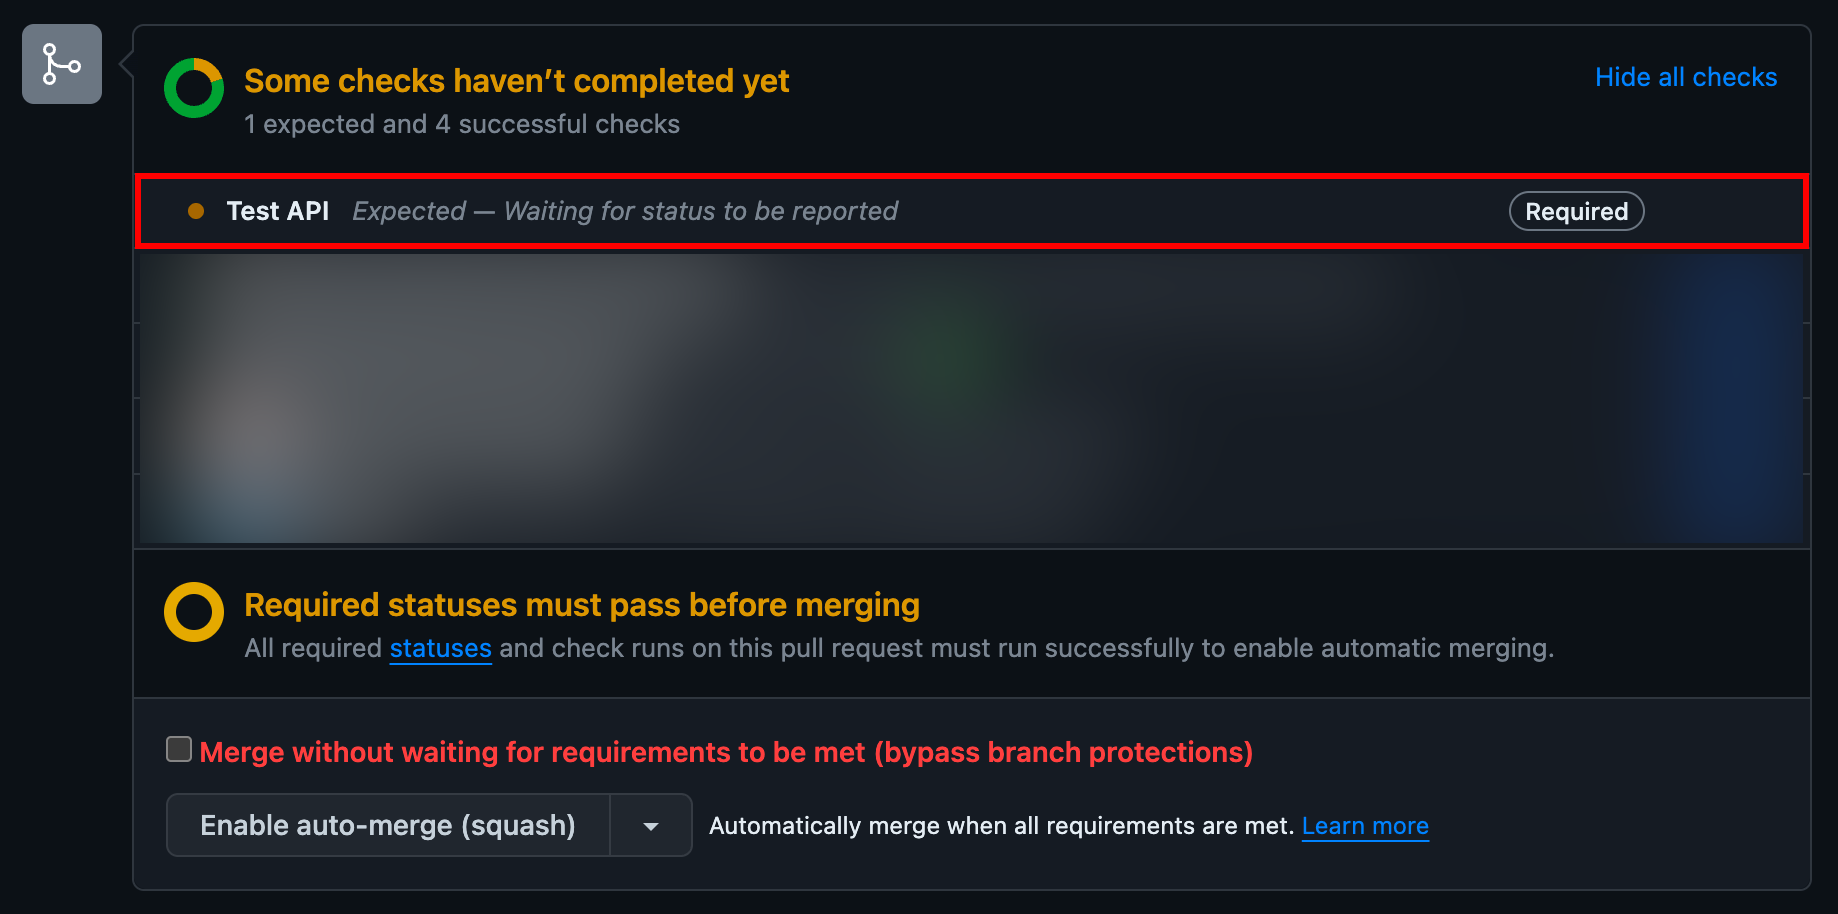 Some checks haven’t completed yet
Hide all checks
1 expected and 4 successful checks
Test API Expected — Waiting for status to be reported Required
Required statuses must pass before merging
All required statuses and check runs on this pull request must run successfully to enable automatic merging.
Merge without waiting for requirements to be met (bypass branch protections)
Enable auto-merge (squash) Automatically merge when all requirements are met. Learn more